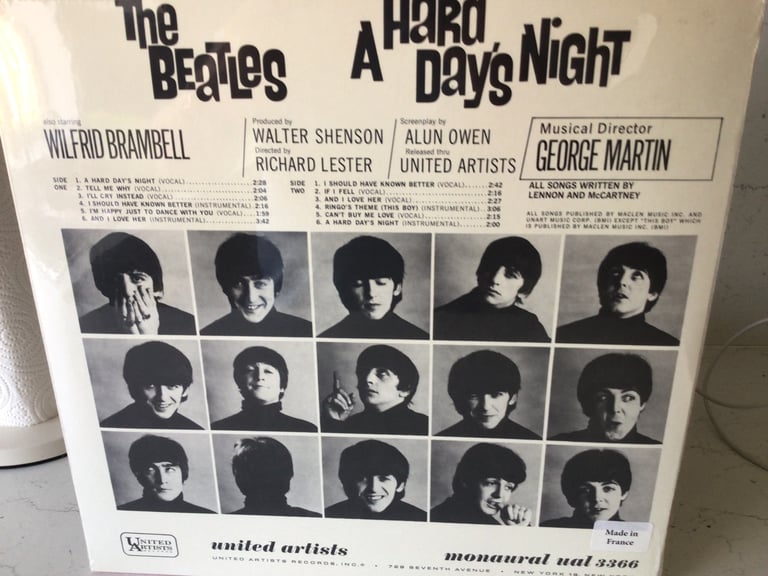 The BEATLES
A HARD DAY'S NIGHT
also starring
WILFRID BRAMBELL
Produced by
WALTER SHENSON
Directed by
RICHARD LESTER
Screenplay by
ALUN OWEN
Released thru
UNITED ARTISTS
Musical Director
GEORGE MARTIN
ALL SONGS WRITTEN BY
LENNON AND McCARTNEY
SIDE ONE
1. A HARD DAY'S NIGHT (VOCAL) 2:28
2. TELL ME WHY (VOCAL) 2:04
3. I'LL CRY INSTEAD (VOCAL) 2:06
4. I SHOULD HAVE KNOWN BETTER (INSTRUMENTAL) 2:16
5. I'M HAPPY JUST TO DANCE WITH YOU (VOCAL) 1:59
6. AND I LOVE HER (INSTRUMENTAL) 3:42
SIDE TWO
1. I SHOULD HAVE KNOWN BETTER (VOCAL) 2:42
2. IF I FELL (VOCAL) 2:16
3. AND I LOVE HER (VOCAL) 2:27
4. RINGO'S THEME (THIS BOY) (INSTRUMENTAL) 3:06
5. CAN'T BUY ME LOVE (VOCAL) 2:15
6. A HARD DAY'S NIGHT (INSTRUMENTAL) 2:00
ALL SONGS PUBLISHED BY MACLEN MUSIC INC. AND
UNART MUSIC CORP. (BMI) EXCEPT "THIS BOY" WHICH
IS PUBLISHED BY MACLEN MUSIC INC. (BMI)
UNITED
ARTISTS
united artists
monaural ual 3366
UNITED ARTISTS RECORDS, INC.® • 729 SEVENTH AVENUE • NEW YORK 19, NEW
Made in
France